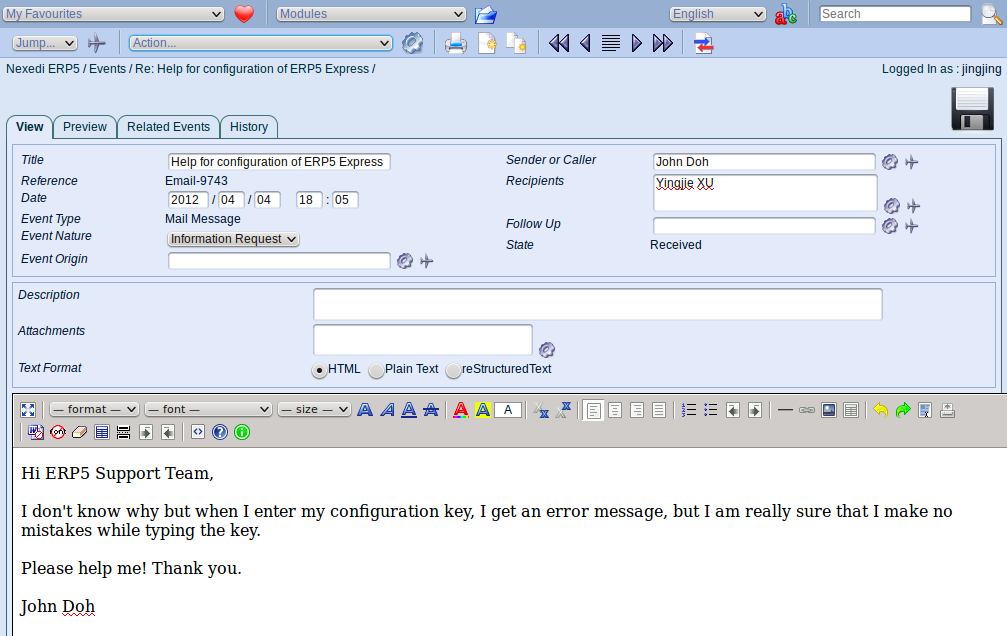 My Favourites Modules English Search
Jump... Action...
Nexedi ERP5 / Events / Re: Help for configuration of ERP5 Express / Logged In as : jingjing
View Preview Related Events History
Title Help for configuration of ERP5 Express Sender or Caller John Doh
Reference Email-9743 Recipients Yingjie XU
Date 2012 / 04 / 04 18 : 05
Event Type Mail Message Follow Up
Event Nature Information Request State Received
Event Origin
Description
Attachments
Text Format HTML Plain Text reStructuredText
— format — — font — — size —
Hi ERP5 Support Team,
I don't know why but when I enter my configuration key, I get an error message, but I am really sure that I make no
mistakes while typing the key.
Please help me! Thank you.
John Doh